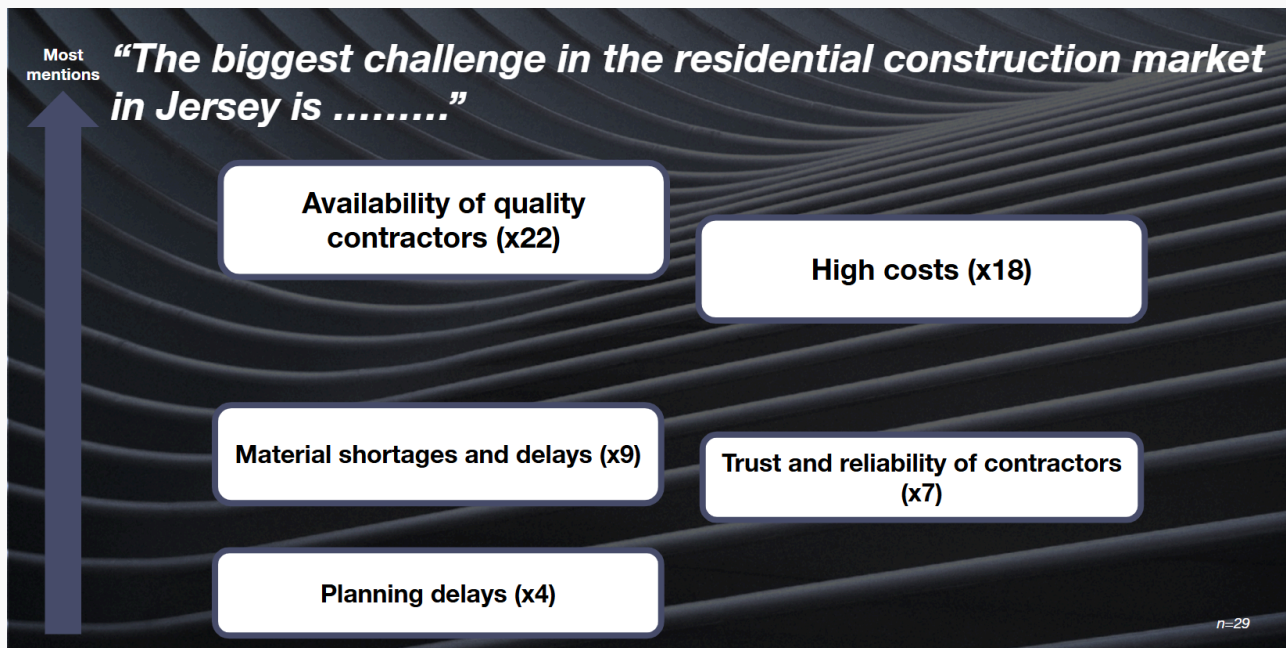 Most
mentions
“The biggest challenge in the residential construction market
in Jersey is .........”
Availability of quality
contractors (x22)
High costs (x18)
Material shortages and delays (x9)
Trust and reliability of contractors
(x7)
Planning delays (x4)
n=29